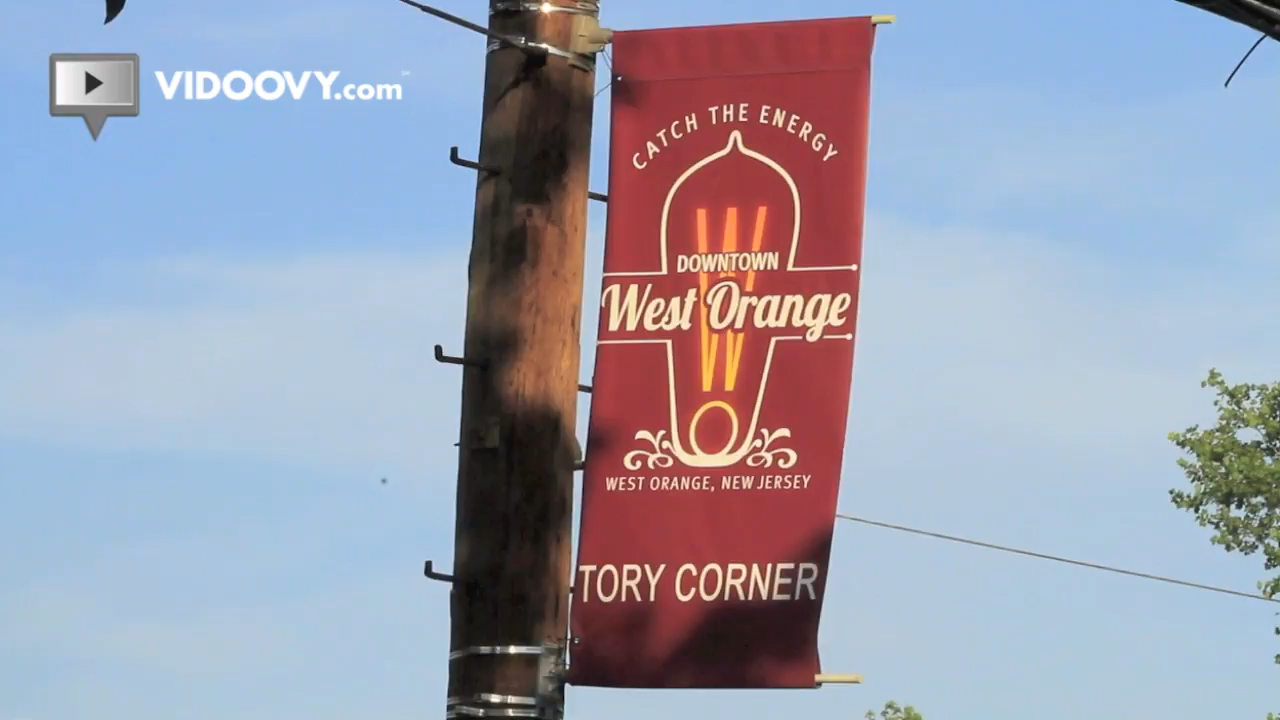 VIDOOVY.com
CATCH THE ENERGY
DOWNTOWN
West Orange
WEST ORANGE, NEW JERSEY
TORY CORNER